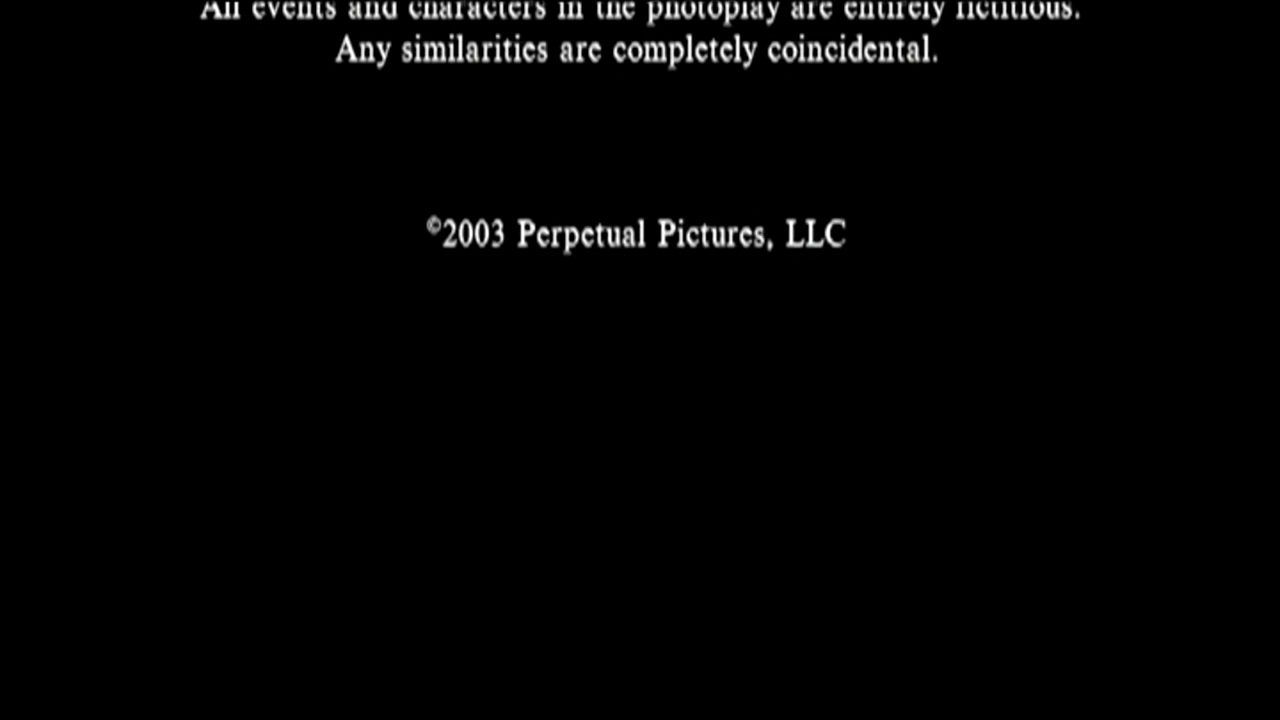 All events and characters in the photoplay are entirely fictitious.
Any similarities are completely coincidental.
©2003 Perpetual Pictures, LLC